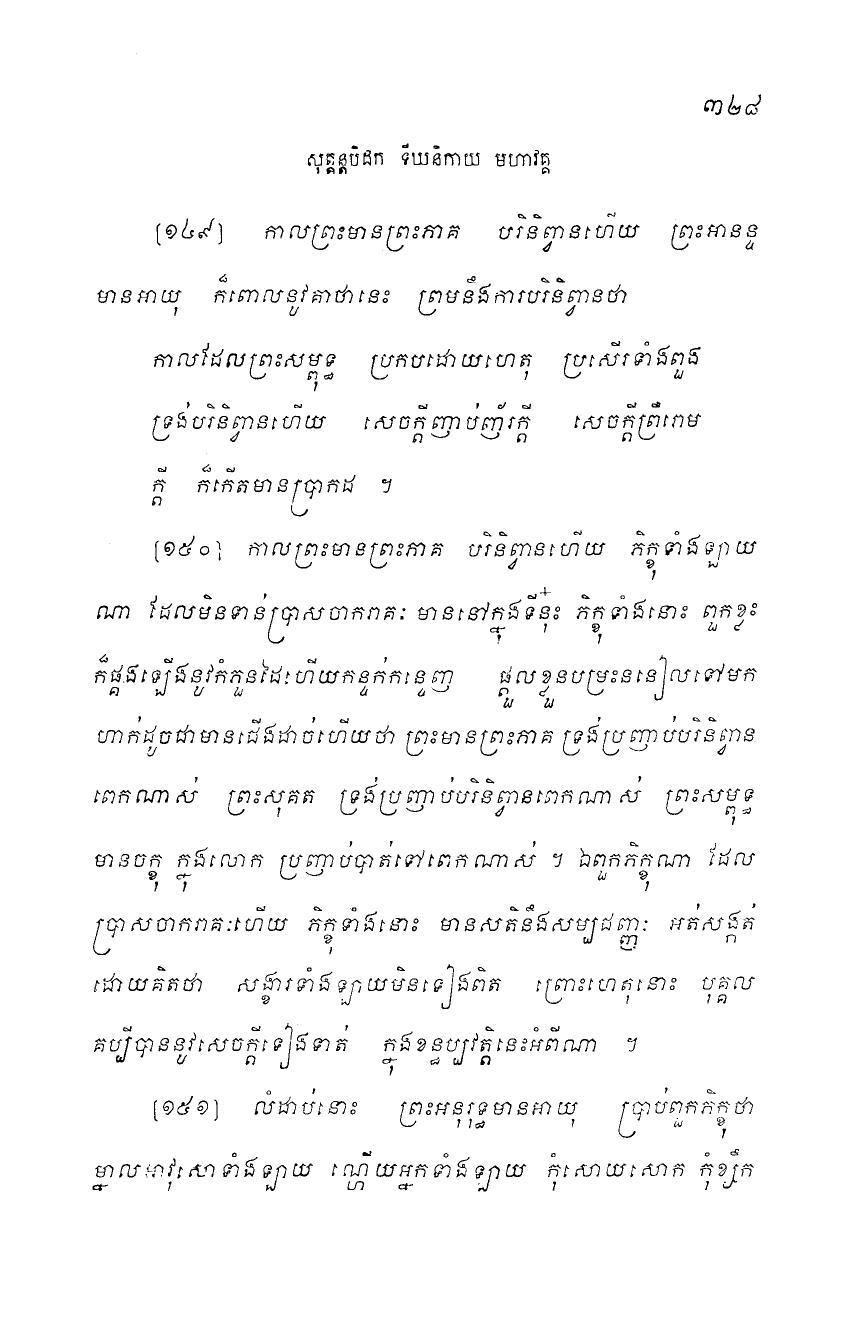 ៣២៨
សុត្តន្តបិដក ទីឃនិកាយ មហាវគ្គ
[១៤៩] កាលព្រះមានព្រះភាគ បរិនិព្វានហើយ ព្រះអានន្ទ
មានអាយុ ក៏ពោលនូវគាថានេះ ព្រមនឹងការបរិនិព្វានថា
កាលដែលព្រះសម្ពុទ្ធ ប្រកបដោយហេតុ ប្រសើរទាំងពួង
ទ្រង់បរិនិព្វានហើយ សេចក្តីញាប់ញ័រក្តី សេចក្តីព្រឺរោម
ក្តី ក៏កើតមានប្រាកដ ។
[១៥០] កាលព្រះមានព្រះភាគ បរិនិព្វានហើយ ភិក្ខុទាំងឡាយ
ណា ដែលមិនទាន់ប្រាសចាករាគៈ មាននៅក្នុងទីនុ៎ះ ភិក្ខុទាំងនោះ ពួកខ្លះ
ក៏ផ្គងឡើងនូវកំភួនដៃហើយកន្ទក់កន្ទេញ ផ្តួលខ្លួនបម្រះននៀលទៅមក
ហាក់ដូចជាមានជើងដាច់ហើយថា ព្រះមានព្រះភាគ ទ្រង់ប្រញាប់បរិនិព្វាន
ពេកណាស់ ព្រះសុគត ទ្រង់ប្រញាប់បរិនិព្វានពេកណាស់ ព្រះសម្ពុទ្ធ
មានចក្ខុ ក្នុងលោក ប្រញាប់បាត់ទៅពេកណាស់ ។ ឯពួកភិក្ខុណា ដែល
ប្រាសចាករាគៈហើយ ភិក្ខុទាំងនោះ មានសតិនឹងសម្បជញ្ញៈ អត់សង្កត់
ដោយគិតថា សង្ខារទាំងឡាយមិនទៀងពិត ព្រោះហេតុនោះ បុគ្គល
គប្បីបាននូវសេចក្តីទៀងទាត់ ក្នុងខន្ធប្បវត្តិនេះអំពីណា ។
[១៥១] លំដាប់នោះ ព្រះអនុរុទ្ធមានអាយុ ប្រាប់ពួកភិក្ខុថា
ម្នាលអាវុសោទាំងឡាយ ណ្ហើយអ្នកទាំងឡាយ កុំសោយសោក កុំខ្សឹក